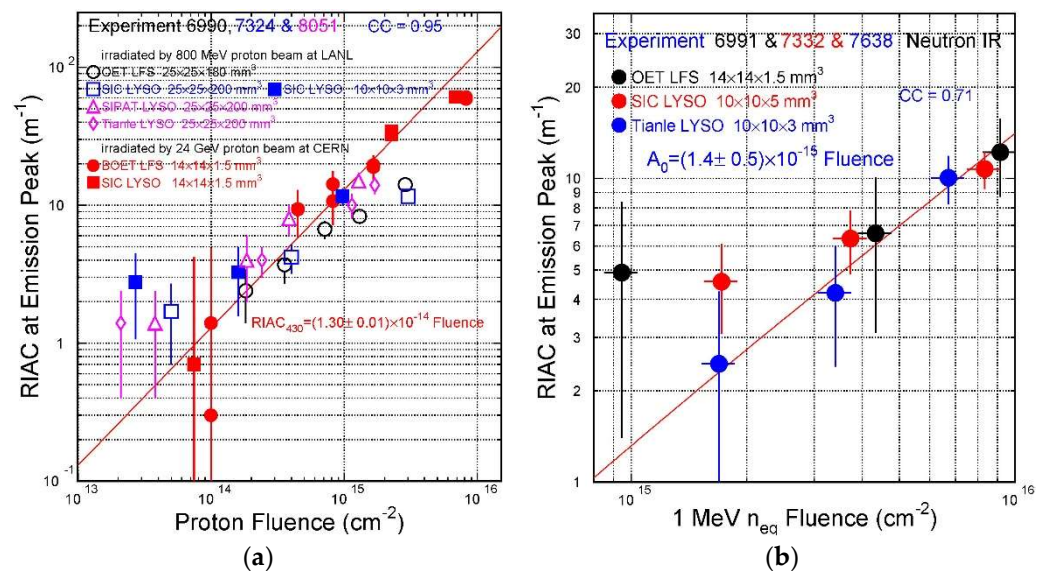 Experiment 6990, 7324 & 8051 CC = 0.95
irradiated by 800 MeV proton beam at LANL
OET LFS 25×25×180 mm³
SIC LYSO 25×25×200 mm³ SIC LYSO 10×10×3 mm³
SIPAT LYSO 25×25×200 mm³
Tianle LYSO 25×25×200 mm³
irradiated by 24 GeV proton beam at CERN
BOET LFS 14×14×1.5 mm³
SIC LYSO 14×14×1.5 mm³
RIAC₄₃₀=(1.30± 0.01)×10⁻¹⁴ Fluence
RIAC at Emission Peak (m⁻¹)
10²
10
1
10⁻¹
10¹³ 10¹⁴ 10¹⁵ 10¹⁶
Proton Fluence (cm⁻²)
(a)
Experiment 6991 & 7332 & 7638 Neutron IR
OET LFS 14×14×1.5 mm³
SIC LYSO 10×10×5 mm³
Tianle LYSO 10×10×3 mm³
CC = 0.71
A₀=(1.4± 0.5)×10⁻¹⁵ Fluence
RIAC at Emission Peak (m⁻¹)
30
20
10
8
7
6
5
4
3
2
1
10¹⁵ 10¹⁶
1 MeV n_eq Fluence (cm⁻²)
(b)